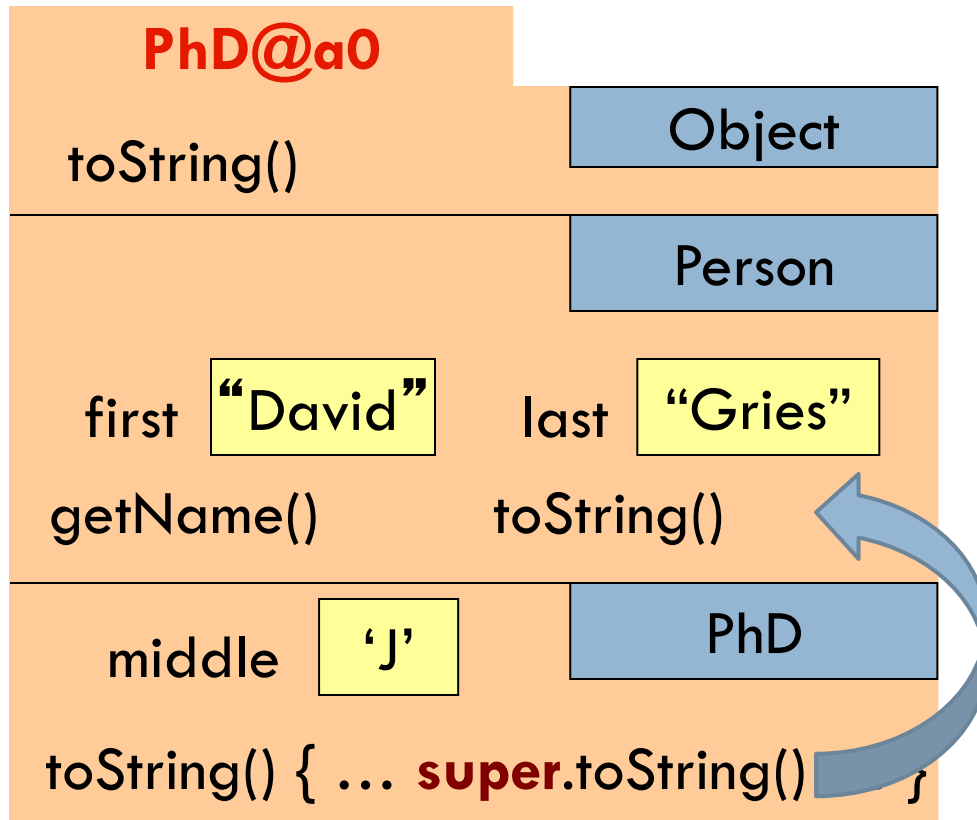 PhD@a0
Object
toString()
Person
first “David” last “Gries”
getName() toString()
PhD
middle ‘J’
toString() { … super.toString() }